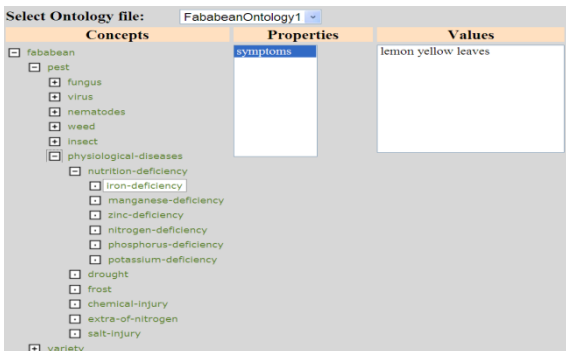 Select Ontology file: FababeanOntology1
Concepts Properties Values
fababean symptoms lemon yellow leaves
pest
fungus
virus
nematodes
weed
insect
physiological-diseases
nutrition-deficiency
iron-deficiency
manganese-deficiency
zinc-deficiency
nitrogen-deficiency
phosphorus-deficiency
potassium-deficiency
drought
frost
chemical-injury
extra-of-nitrogen
salt-injury
variety